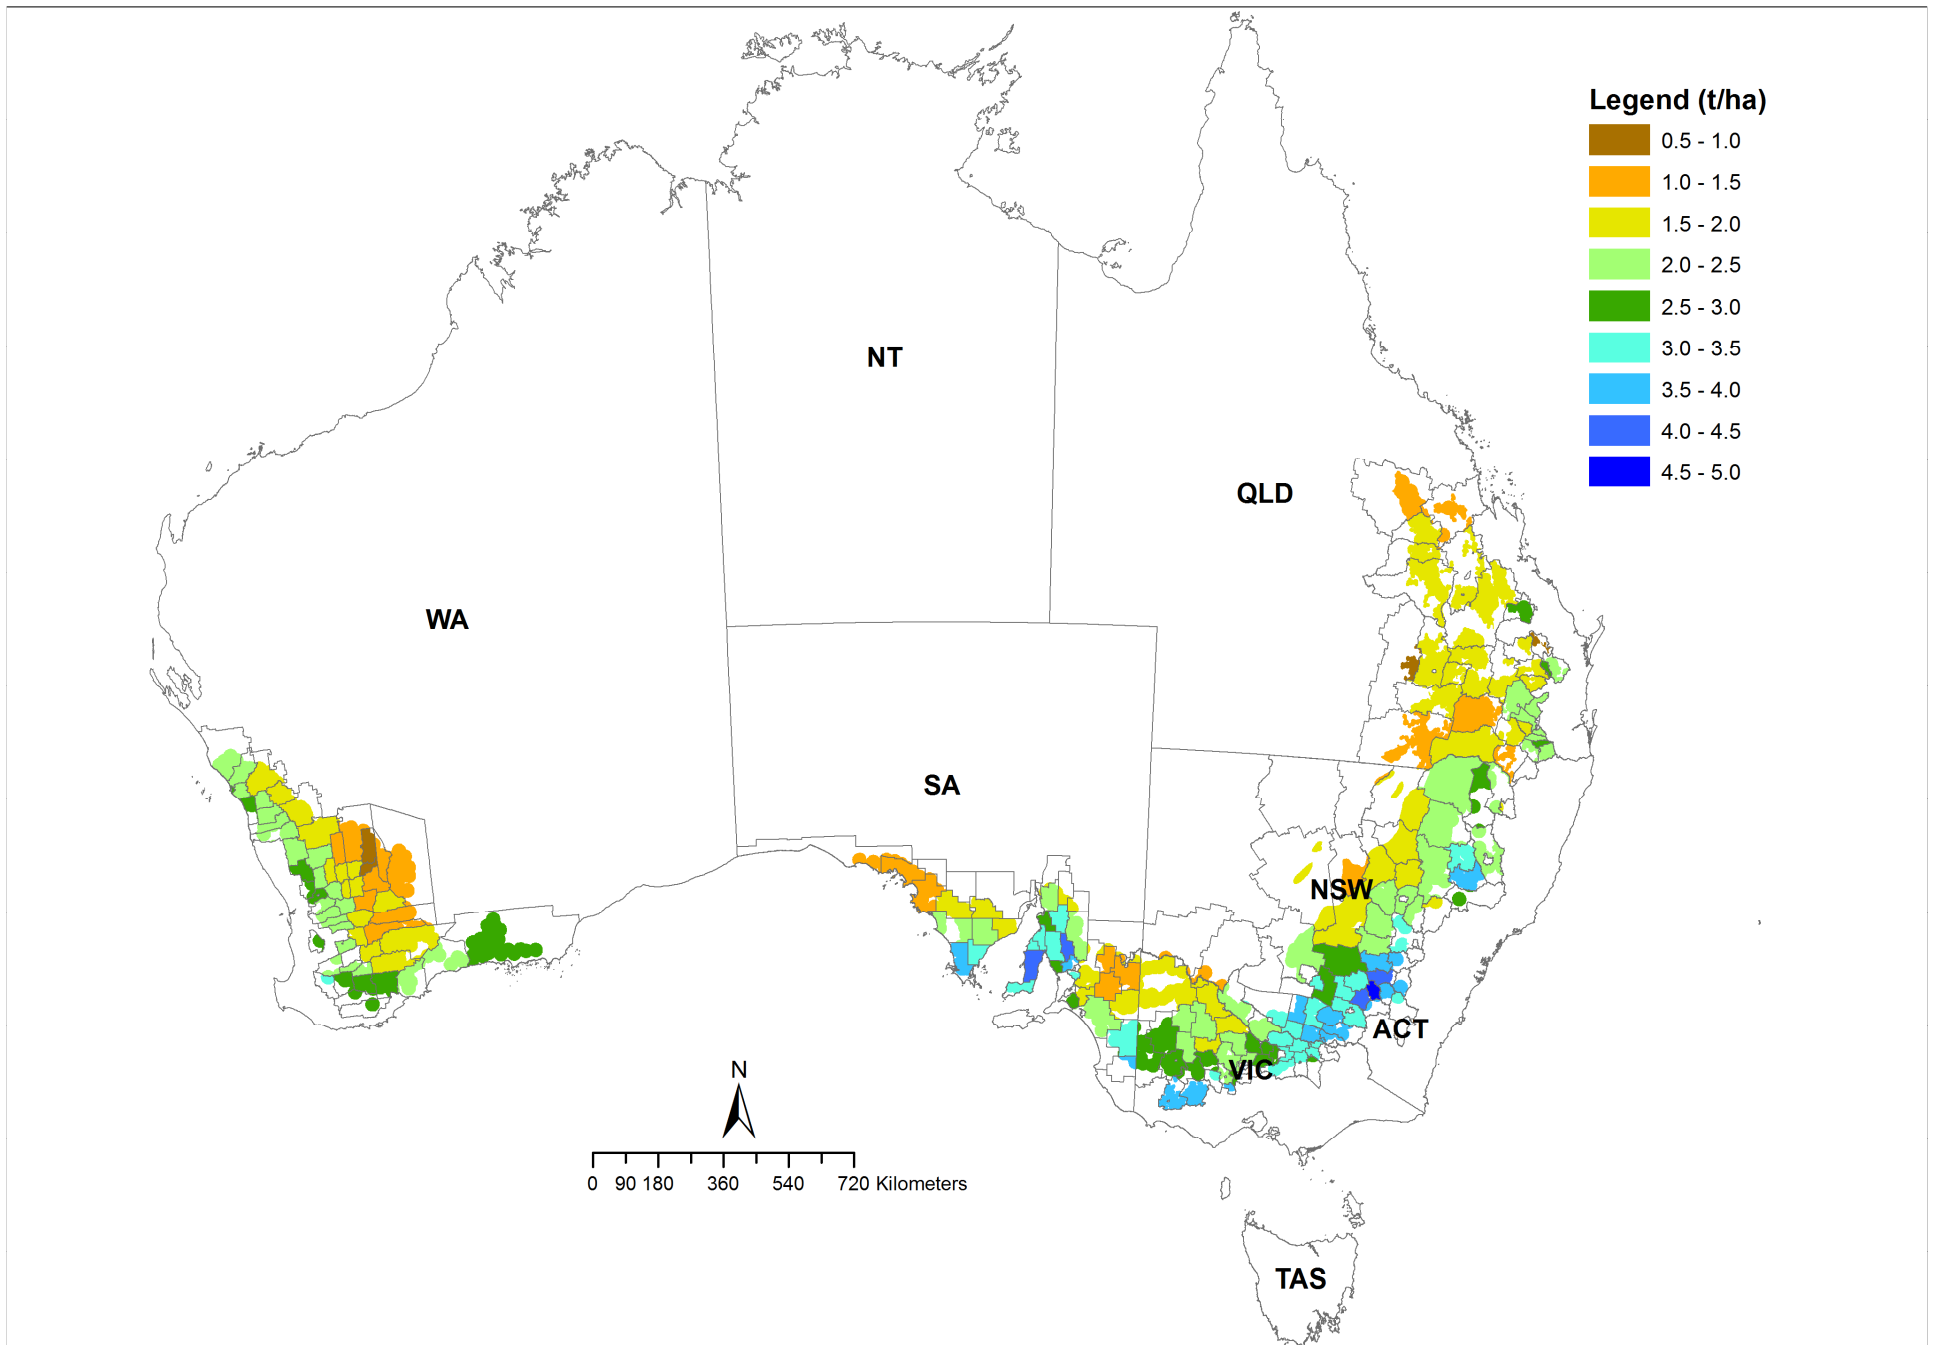 Legend (t/ha)
0.5 - 1.0
1.0 - 1.5
1.5 - 2.0
2.0 - 2.5
2.5 - 3.0
3.0 - 3.5
3.5 - 4.0
4.0 - 4.5
4.5 - 5.0
NT
QLD
WA
SA
NSW
ACT
VIC
TAS
N
0 90 180 360 540 720 Kilometers